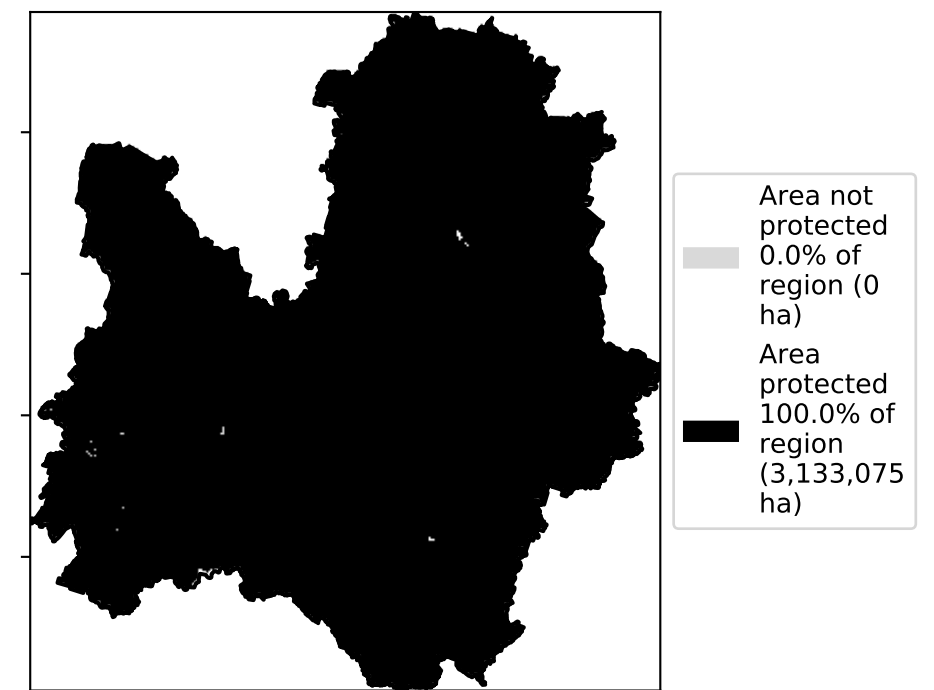 Area not
protected
0.0% of
region (0
ha)
Area
protected
100.0% of
region
(3,133,075
ha)